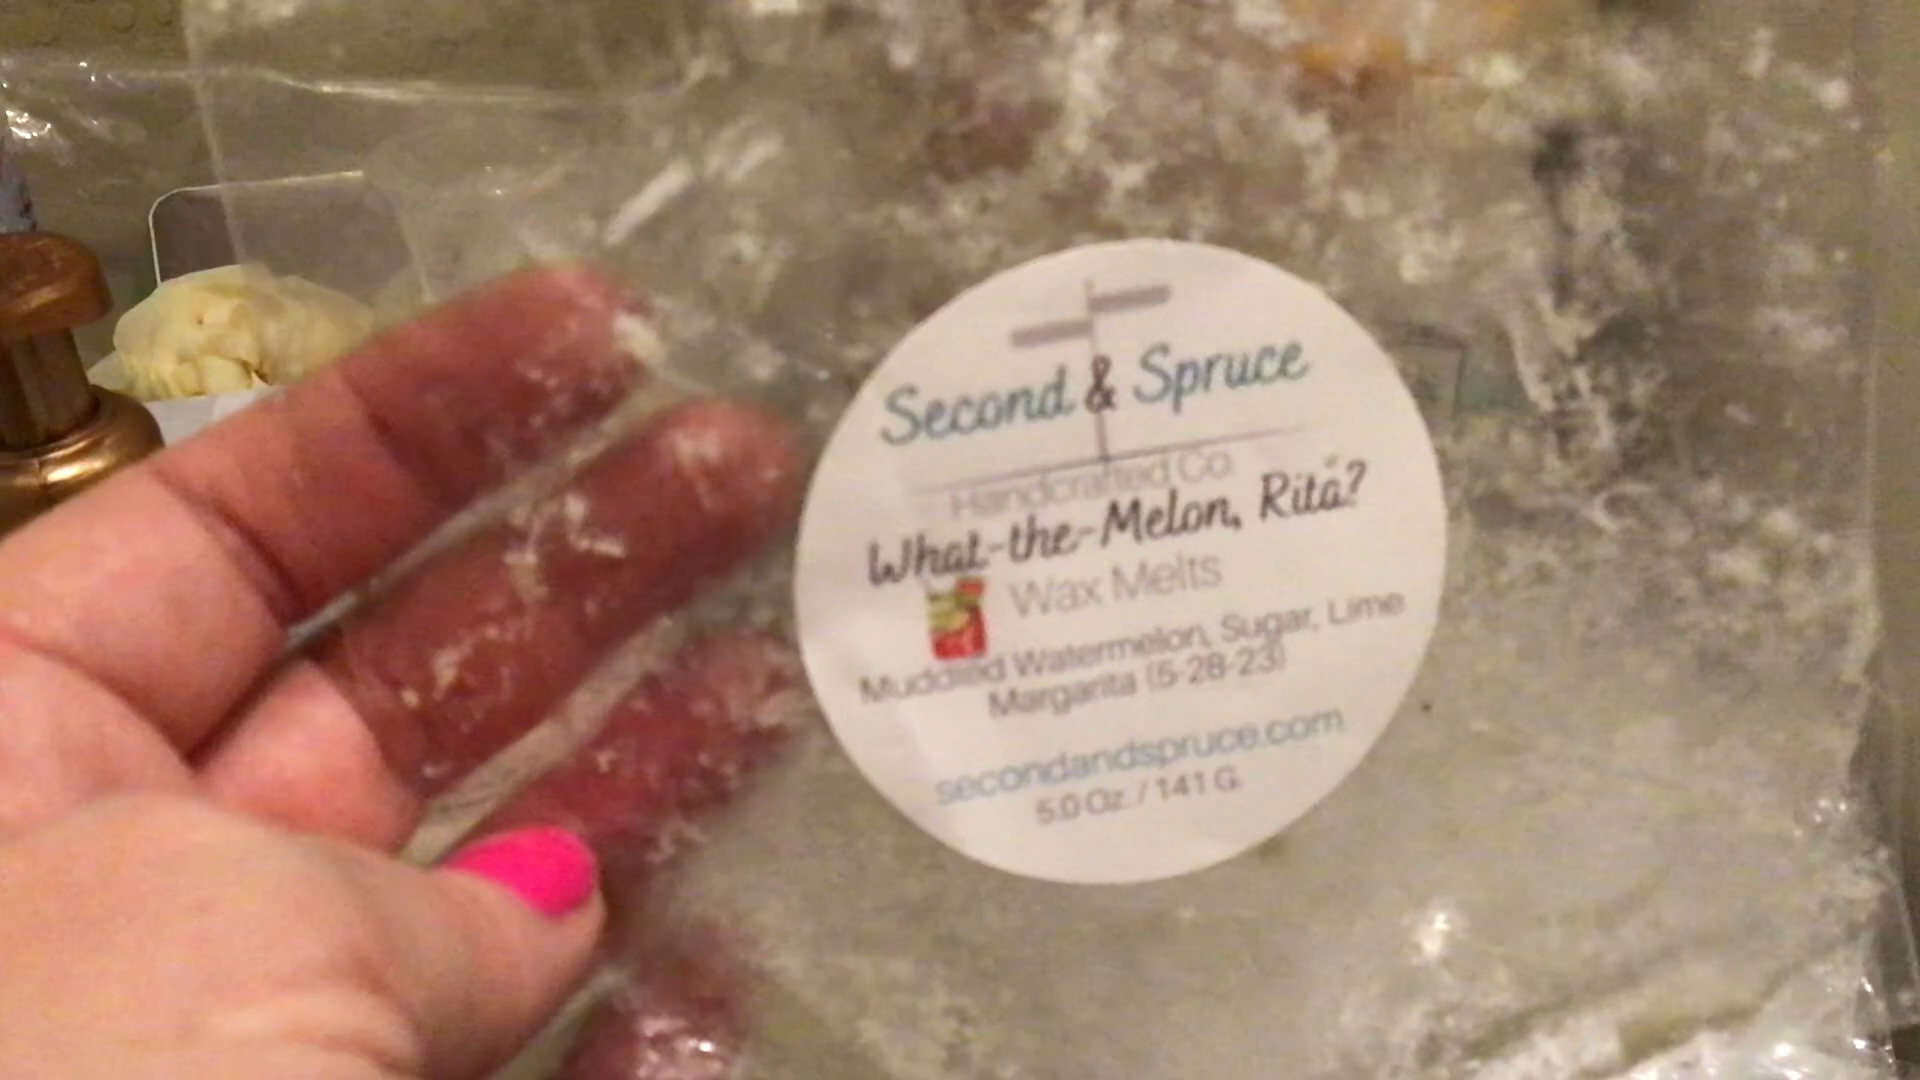 Second & Spruce
Handcrafted Co.
What-the-Melon, Rita?
Wax Melts
Muddled Watermelon, Sugar, Lime
Margarita (5-28-23)
secondandspruce.com
5.0 Oz. / 141 G.